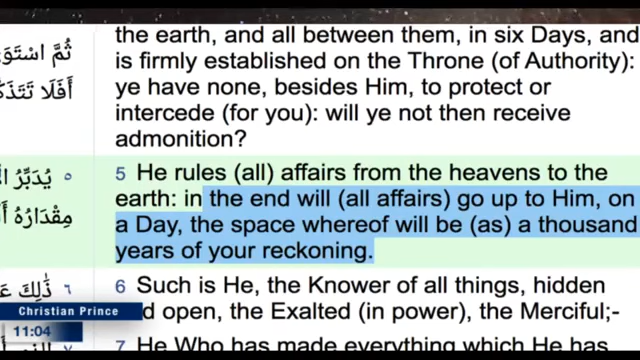 the earth, and all between them, in six Days, and
ثُمَّ اسْتَوَىٰ
is firmly established on the Throne (of Authority):
ye have none, besides Him, to protect or
intercede (for you): will ye not then receive
admonition?
يُدَبِّرُ ٥
5 He rules (all) affairs from the heavens to the
earth: in the end will (all affairs) go up to Him, on
مِقْدَارُهُ
a Day, the space whereof will be (as) a thousand
years of your reckoning.
ذَٰلِكَ ٦
6 Such is He, the Knower of all things, hidden
open, the Exalted (in power), the Merciful;-
Christian Prince
11:04
7 He Who has made everything which He has